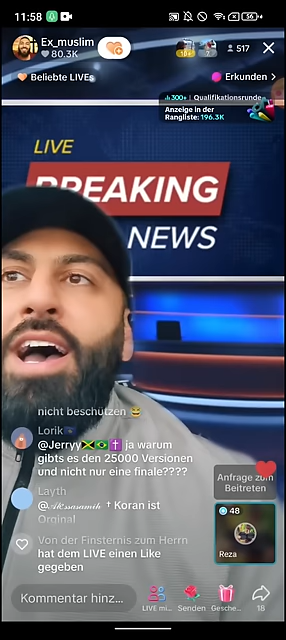 11:58
56
Ex_muslim
80.3K
517
Beliebte LIVEs
Erkunden
300+ | Qualifikationsrunde
Anzeige in der
Rangliste: 196.3K
LIVE
BREAKING
NEWS
nicht beschützen 😅
Lorik
@Jerryy🇯🇲🇧🇷✝️ ja warum
gibts es den 25000 Versionen
und nicht nur eine finale????
Layth
† Koran ist
Orginal
Von der Finsternis zum Herrn
hat dem LIVE einen Like
gegeben
Anfrage zum
Beitreten
48
Reza
Kommentar hinz...
LIVE mi...
Senden
Gesche...
18